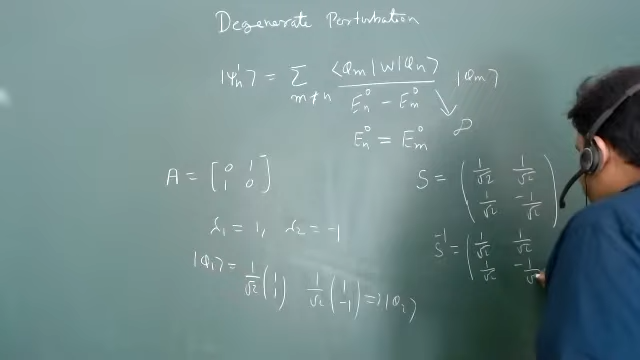 Degenerate Perturbation
|ψ'n⟩ = Σ m≠n ⟨φm|W|φn⟩ / (En⁰ − Em⁰) |φm⟩
En⁰ = Em⁰ ∞
A = [0 1; 1 0]
λ1 = 1, λ2 = −1
|φ1⟩ = 1/√2 (1; 1) 1/√2 (1; −1) = |φ2⟩
S = (1/√2 1/√2; 1/√2 −1/√2)
S⁻¹ = (1/√2 1/√2; 1/√2 −1/√